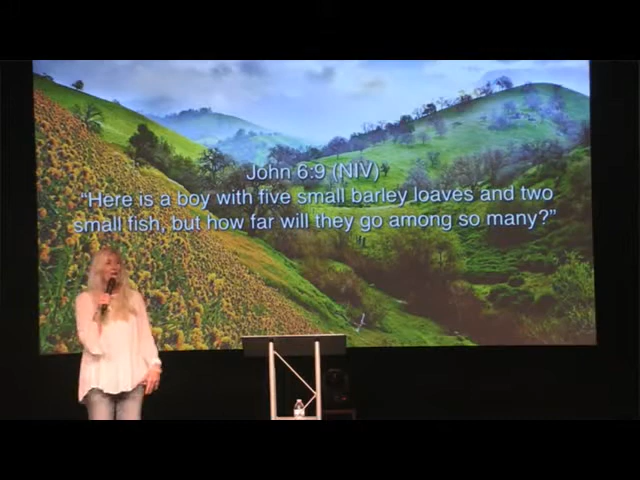 John 6:9 (NIV)
“Here is a boy with five small barley loaves and two
small fish, but how far will they go among so many?”